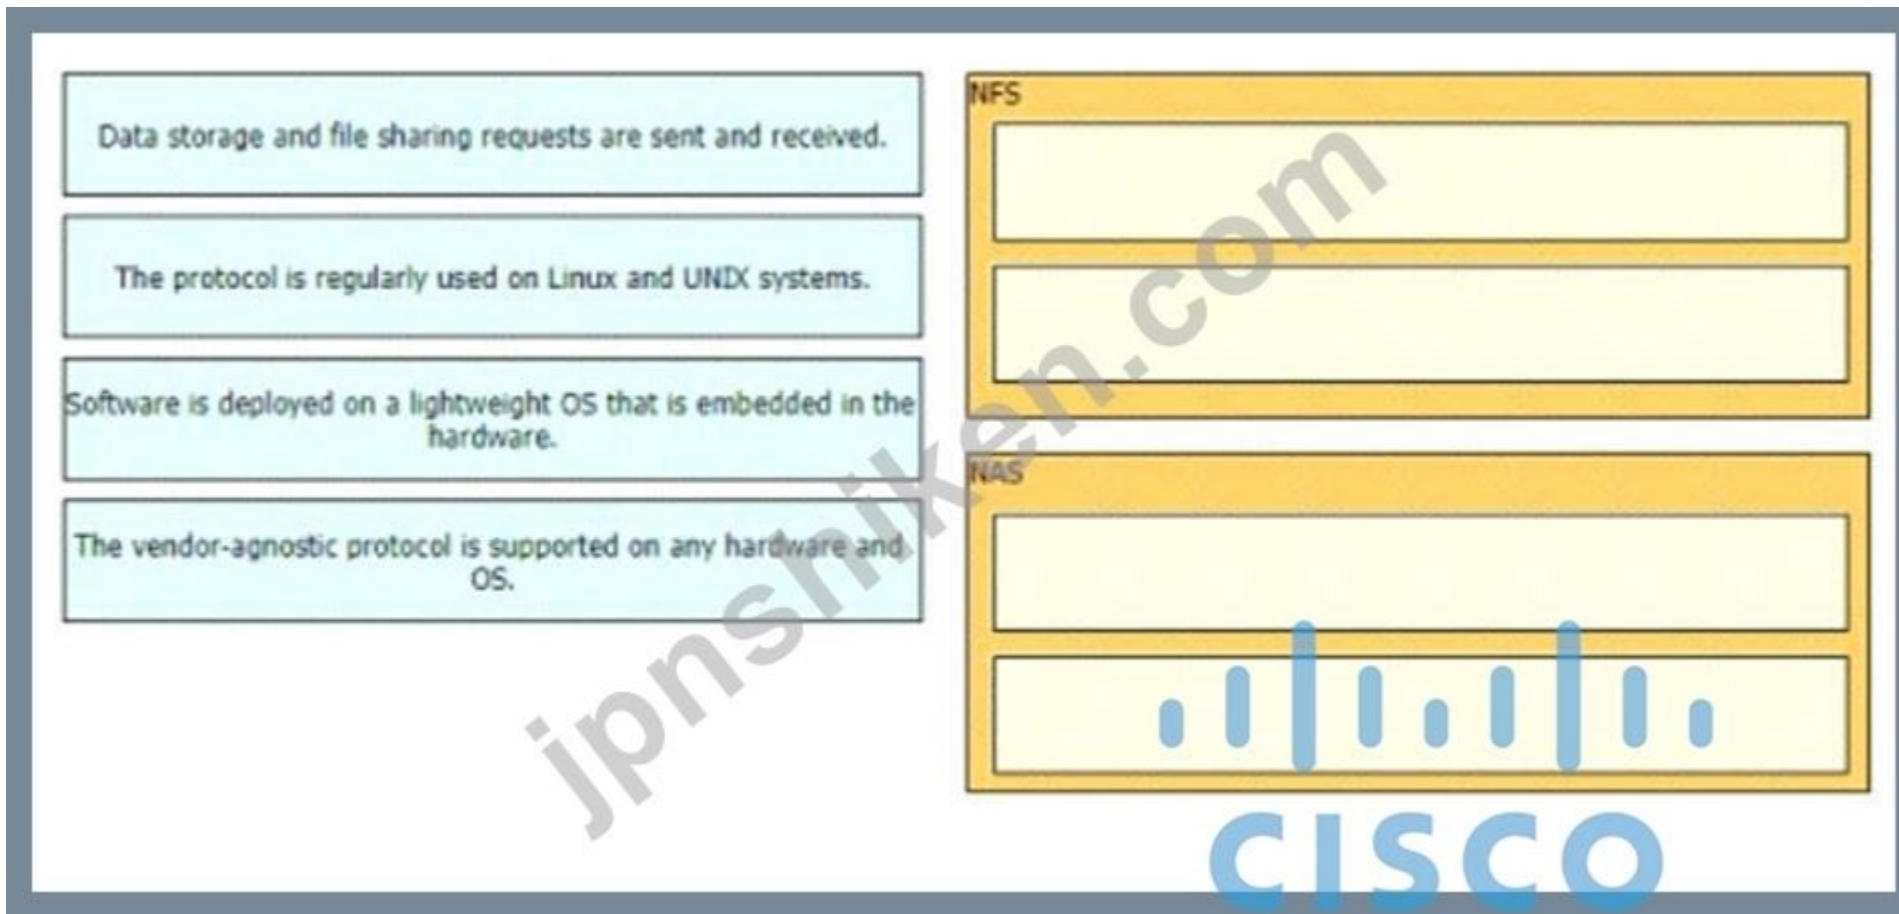 Data storage and file sharing requests are sent and received.
The protocol is regularly used on Linux and UNIX systems.
Software is deployed on a lightweight OS that is embedded in the
hardware.
The vendor-agnostic protocol is supported on any hardware and
OS.
NFS
NAS
jpnshiken.com
CISCO